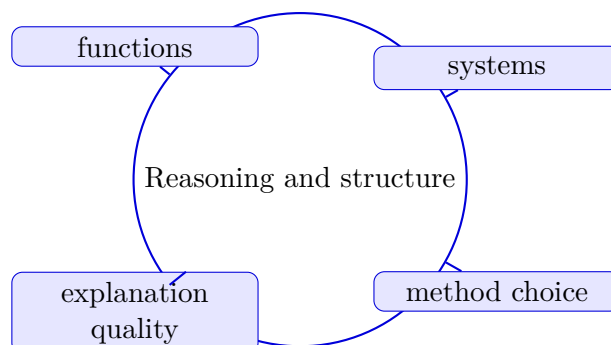 functions
systems
Reasoning and structure
explanation
quality
method choice